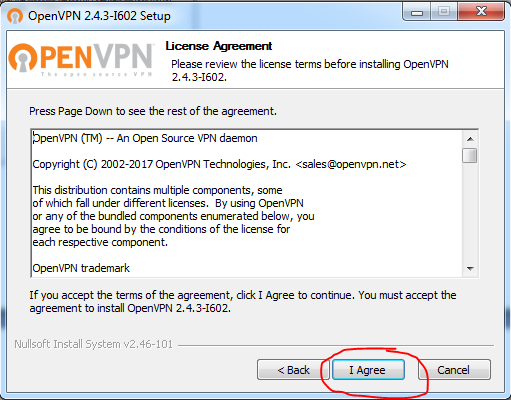 OpenVPN 2.4.3-I602 Setup
OPENVPN
The open source VPN
License Agreement
Please review the license terms before installing OpenVPN
2.4.3-I602.
Press Page Down to see the rest of the agreement.
OpenVPN (TM) -- An Open Source VPN daemon
Copyright (C) 2002-2017 OpenVPN Technologies, Inc. <sales@openvpn.net>
This distribution contains multiple components, some
of which fall under different licenses.  By using OpenVPN
or any of the bundled components enumerated below, you
agree to be bound by the conditions of the license for
each respective component.
OpenVPN trademark
If you accept the terms of the agreement, click I Agree to continue. You must accept the
agreement to install OpenVPN 2.4.3-I602.
Nullsoft Install System v2.46-101
< Back
I Agree
Cancel